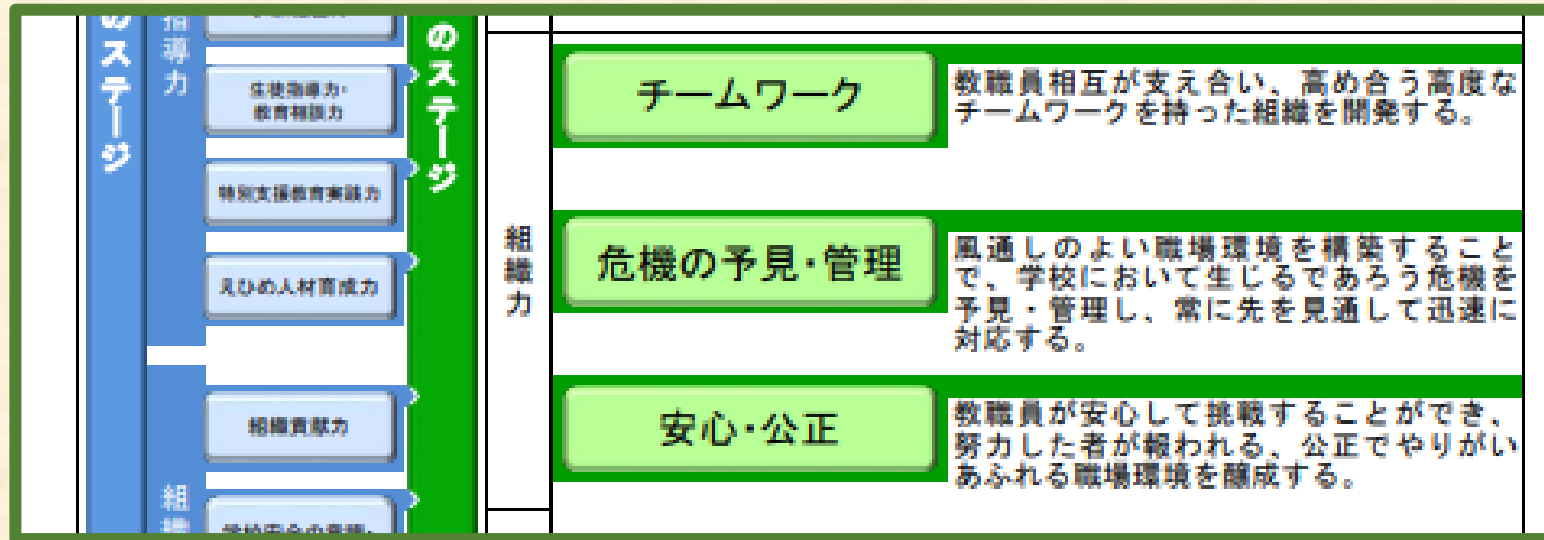 のステージ
指導力
生徒指導力・
教育相談力
特別支援教育実践力
えひめ人材育成力
組織貢献力
組織
のステージ
組織力
チームワーク
教職員相互が支え合い、高め合う高度な
チームワークを持った組織を開発する。
危機の予見・管理
風通しのよい職場環境を構築すること
で、学校において生じるであろう危機を
予見・管理し、常に先を見通して迅速に
対応する。
安心・公正
教職員が安心して挑戦することができ、
努力した者が報われる、公正でやりがい
あふれる職場環境を醸成する。